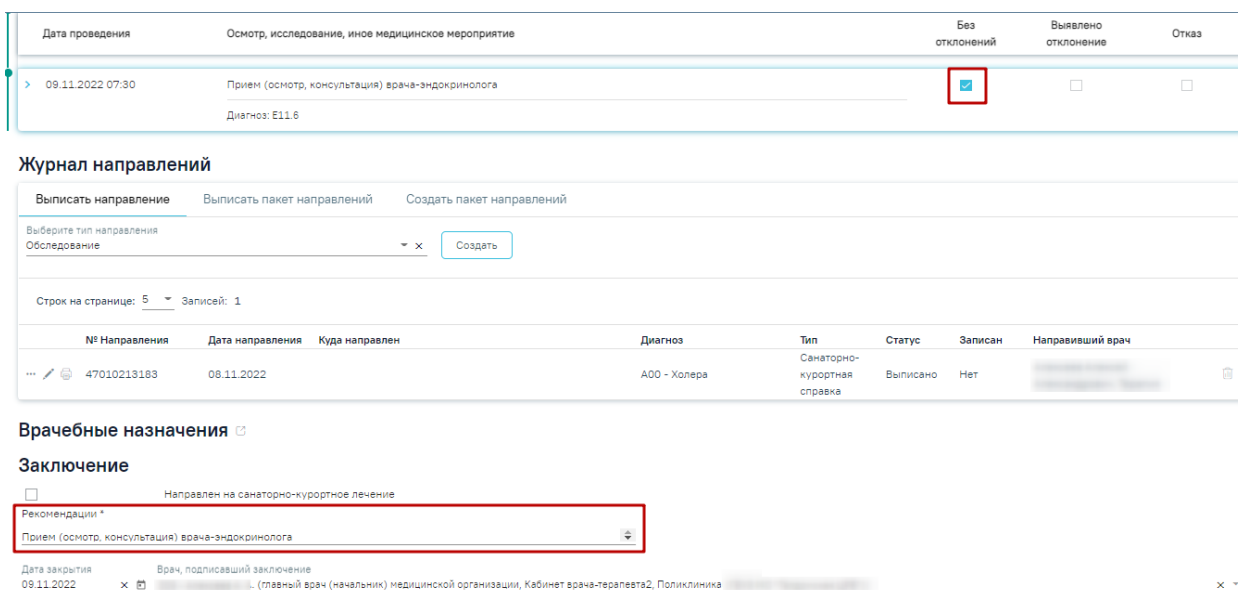 Дата проведения Осмотр, исследование, иное медицинское мероприятие Без отклонений Выявлено отклонение Отказ
09.11.2022 07:30 Прием (осмотр, консультация) врача-эндокринолога
Диагноз: E11.6
Журнал направлений
Выписать направление Выписать пакет направлений Создать пакет направлений
Выберите тип направления
Обследование Создать
Строк на странице: 5 Записей: 1
№ Направления Дата направления Куда направлен Диагноз Тип Статус Записан Направивший врач
47010213183 08.11.2022 A00 - Холера Санаторно-курортная справка Выписано Нет
Врачебные назначения
Заключение
Направлен на санаторно-курортное лечение
Рекомендации *
Прием (осмотр, консультация) врача-эндокринолога
Дата закрытия Врач, подписавший заключение
09.11.2022 (главный врач (начальник) медицинской организации, Кабинет врача-терапевта2, Поликлиника